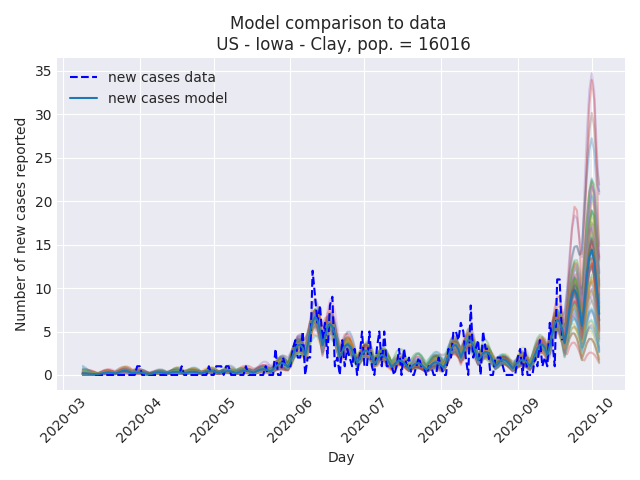 Model comparison to data
US - Iowa - Clay, pop. = 16016
new cases data
new cases model
Number of new cases reported
35
30
25
20
15
10
5
0
2020-03
2020-04
2020-05
2020-06
2020-07
2020-08
2020-09
2020-10
Day